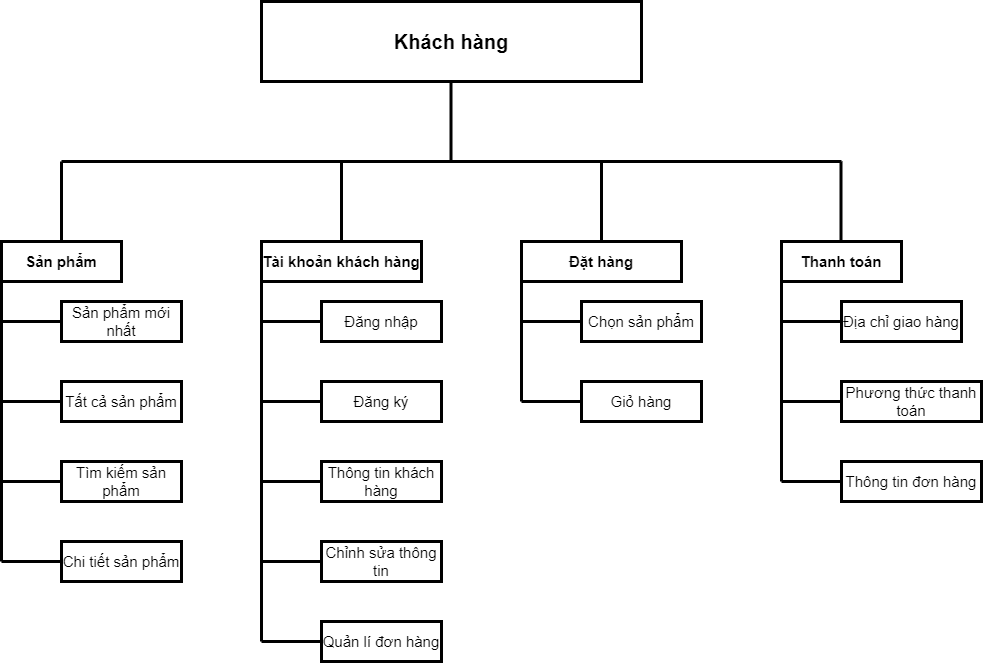 Khách hàng
Sản phẩm
Tài khoản khách hàng
Đặt hàng
Thanh toán
Sản phẩm mới
nhất
Đăng nhập
Chọn sản phẩm
Địa chỉ giao hàng
Tất cả sản phẩm
Đăng ký
Giỏ hàng
Phương thức thanh
toán
Tìm kiếm sản
phẩm
Thông tin khách
hàng
Thông tin đơn hàng
Chi tiết sản phẩm
Chỉnh sửa thông
tin
Quản lí đơn hàng